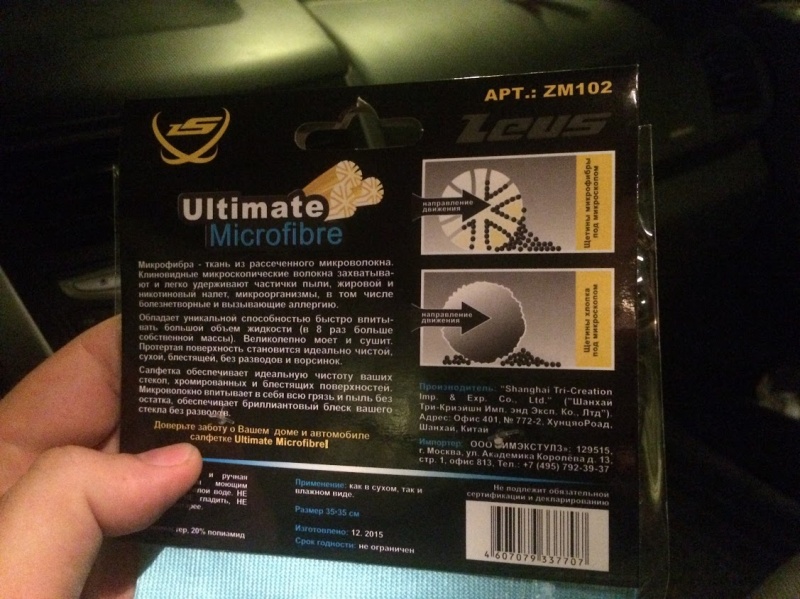 АРТ.: ZM102
ZS
Zeus
Ultimate
Microfibre
Микрофибра - ткань из рассеченного микроволокна.
Клиновидные микроскопические волокна захватыва-
ют и легко удерживают частички пыли, жировой и
никотиновый налет, микроорганизмы, в том числе
болезнетворные и вызывающие аллергию.
Обладает уникальной способностью быстро впиты-
вать большой объем жидкости (в 8 раз больше
собственной массы). Великолепно моет и сушит.
Протертая поверхность становится идеально чистой,
сухой, блестящей, без разводов и ворсинок.
Салфетка обеспечивает идеальную чистоту ваших
стекол, хромированных и блестящих поверхностей.
Микроволокно впитывает в себя всю грязь и пыль без
остатка, обеспечивает бриллиантовый блеск вашего
стекла без разводов.
Доверьте заботу о Вашем доме и автомобиле
салфетке Ultimate Microfibre!
направление
движения
Щетины микрофибры
под микроскопом
направление
движения
Щетины хлопка
под микроскопом
Производитель: "Shanghai Tri-Creation
Imp. & Exp. Co., Ltd." ("Шанхай
Три-Криэйшн Имп. энд Эксп. Ко., Лтд").
Адрес: Офис 401, № 772-2, ХунцяоРоад,
Шанхай, Китай
Импортер: ООО «ИМЭКСТУЛЗ»: 129515,
г. Москва, ул. Академика Королёва д. 13,
стр. 1, офис 813, Тел.: +7 (495) 792-39-37
Не подлежит обязательной
сертификации и декларированию
и ручная
моющим
лой воде. НЕ
гладить, НЕ
20% полиамид
Применение: как в сухом, так и
влажном виде.
Размер 35×35 см
Изготовлено: 12. 2015
Срок годности: не ограничен
4 607079 337707